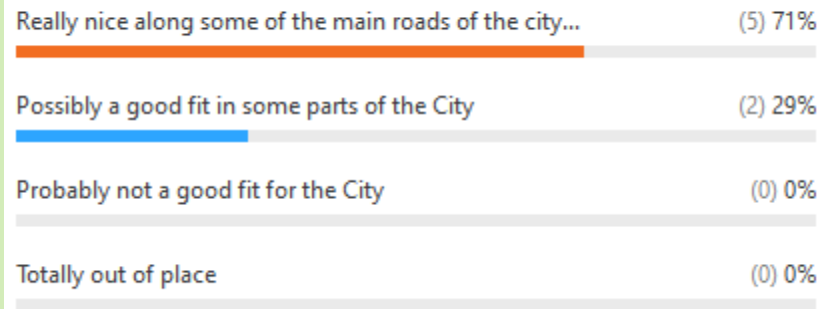 Really nice along some of the main roads of the city... (5) 71%
Possibly a good fit in some parts of the City (2) 29%
Probably not a good fit for the City (0) 0%
Totally out of place (0) 0%